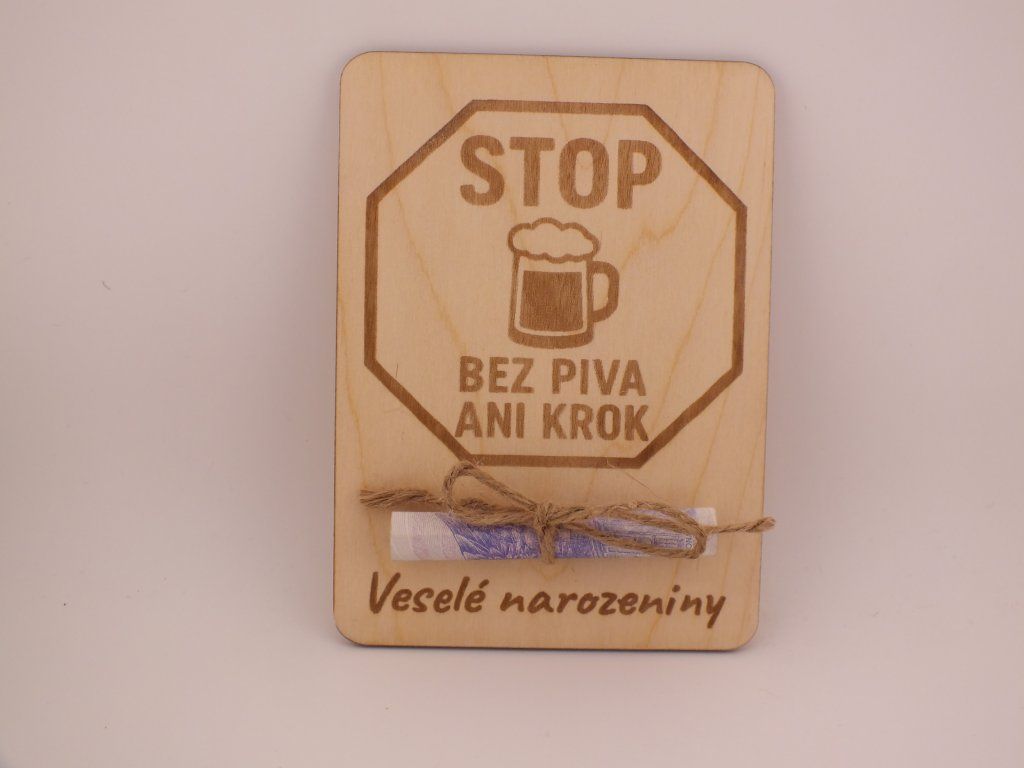 STOP
BEZ PIVA
ANI KROK
Veselé narozeniny